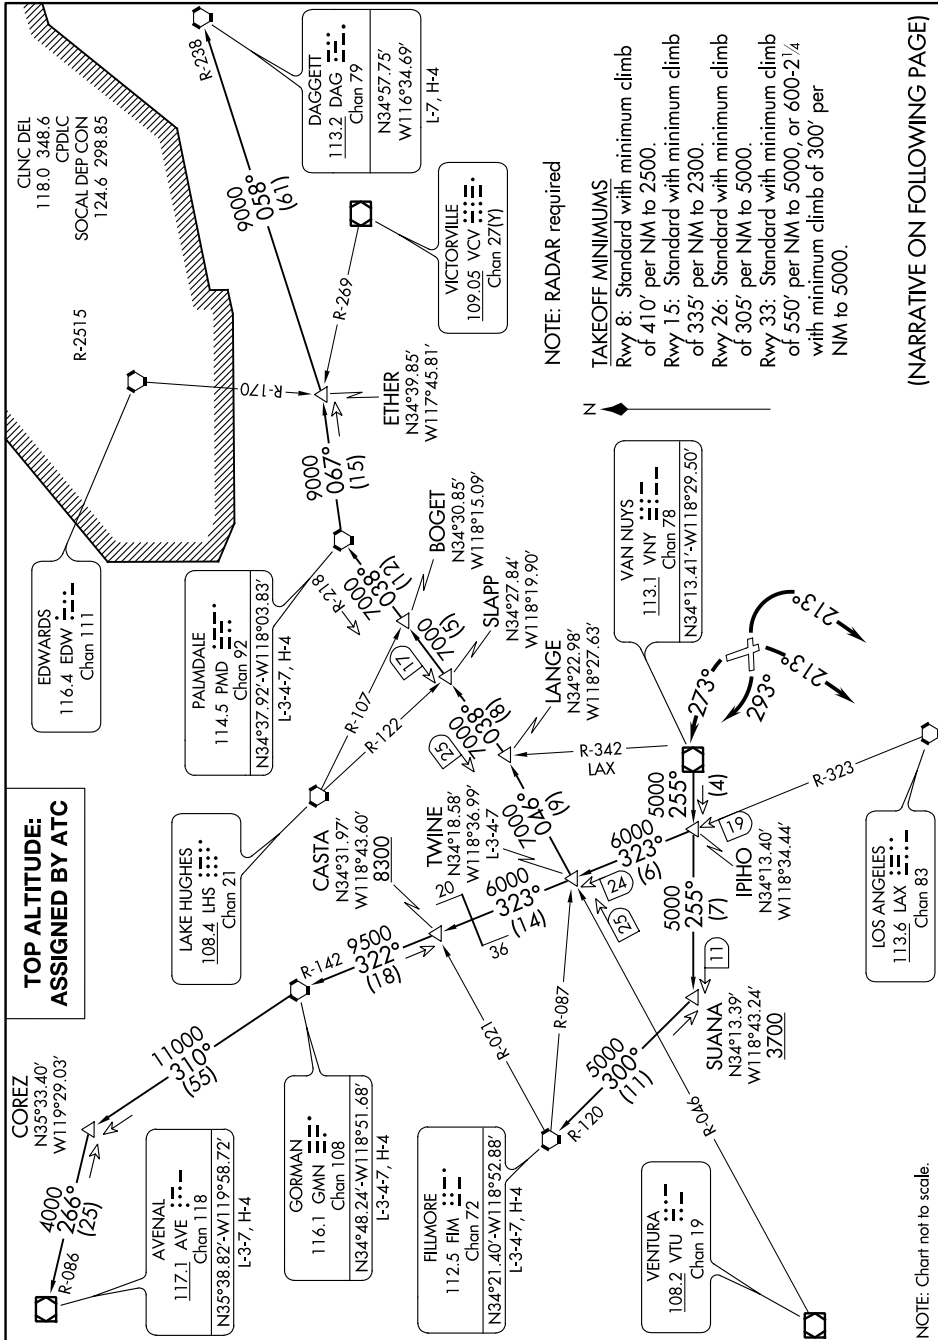 TOP ALTITUDE:
ASSIGNED BY ATC
CLNC DEL
118.0 348.6
CPDLC
SOCAL DEP CON
124.6 298.85
R-2515
EDWARDS
116.4 EDW
Chan 111
DAGGETT
113.2 DAG
Chan 79
N34°57.75'
W116°34.69'
L-7, H-4
R-238
9000
058°
(61)
VICTORVILLE
109.05 VCV
Chan 27(Y)
R-269
R-170
ETHER
N34°39.85'
W117°45.81'
9000
067°
(15)
PALMDALE
114.5 PMD
Chan 92
N34°37.92'-W118°03.83'
L-3-4-7, H-4
R-218
7000
038°
(12)
BOGET
N34°30.85'
W118°15.09'
7000
(5)
17
SLAPP
N34°27.84'
W118°19.90'
LAKE HUGHES
108.4 LHS
Chan 21
R-107
R-122
7000
038°
(8)
25
LANGE
N34°22.98'
W118°27.63'
R-342
LAX
7000
046°
(9)
TWINE
N34°18.58'
W118°36.99'
L-3-4-7
CASTA
N34°31.97'
W118°43.60'
8300
20
36
6000
323°
(14)
24
25
6000
323°
(6)
19
IPIHO
N34°13.40'
W118°34.44'
5000
255°
(4)
5000
255°
(7)
11
SUANA
N34°13.39'
W118°43.24'
3700
VAN NUYS
113.1 VNY
Chan 78
N34°13.41'-W118°29.50'
273°
293°
213°
213°
R-323
LOS ANGELES
113.6 LAX
Chan 83
R-142
9500
322°
(18)
GORMAN
116.1 GMN
Chan 108
N34°48.24'-W118°51.68'
L-3-4-7, H-4
11000
310°
(55)
COREZ
N35°33.40'
W119°29.03'
4000
266°
(25)
R-086
AVENAL
117.1 AVE
Chan 118
N35°38.82'-W119°58.72'
L-3-7, H-4
R-021
R-087
R-120
5000
300°
(11)
FILLMORE
112.5 FIM
Chan 72
N34°21.40'-W118°52.88'
L-3-4-7, H-4
R-046
VENTURA
108.2 VTU
Chan 19
N
NOTE: RADAR required
TAKEOFF MINIMUMS
Rwy 8: Standard with minimum climb
of 410' per NM to 2500.
Rwy 15: Standard with minimum climb
of 335' per NM to 2300.
Rwy 26: Standard with minimum climb
of 305' per NM to 5000.
Rwy 33: Standard with minimum climb
of 550' per NM to 5000, or 600-2¼
with minimum climb of 300' per
NM to 5000.
(NARRATIVE ON FOLLOWING PAGE)
NOTE: Chart not to scale.